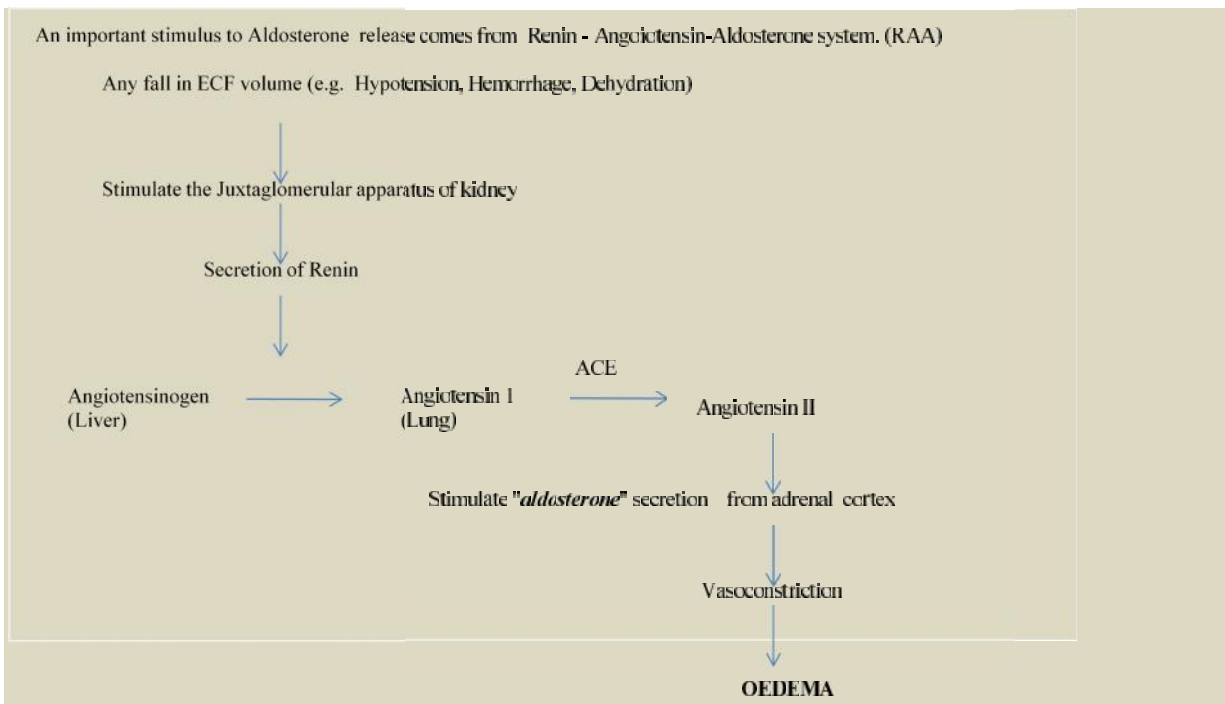 An important stimulus to Aldosterone release comes from Renin - Angoiotensin-Aldosterone system. (RAA)
Any fall in ECF volume (e.g. Hypotension, Hemorrhage, Dehydration)
Stimulate the Juxtaglomerular apparatus of kidney
Secretion of Renin
ACE
Angiotensinogen
(Liver)
Angiotensin 1
(Lung)
Angiotensin II
Stimulate "aldosterone" secretion from adrenal cortex
Vasoconstriction
OEDEMA